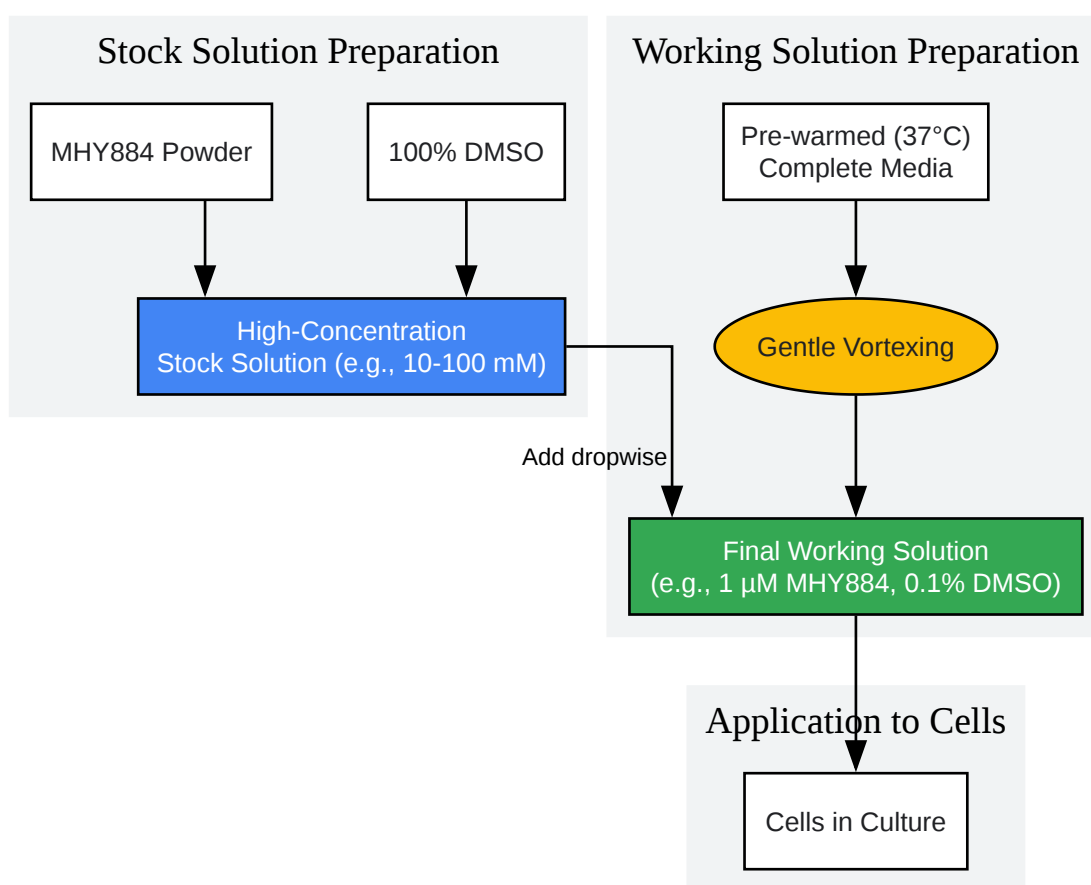 Stock Solution Preparation
MHY884 Powder
100% DMSO
High-Concentration
Stock Solution (e.g., 10-100 mM)
Add dropwise
Working Solution Preparation
Pre-warmed (37°C)
Complete Media
Gentle Vortexing
Final Working Solution
(e.g., 1 µM MHY884, 0.1% DMSO)
Application to Cells
Cells in Culture